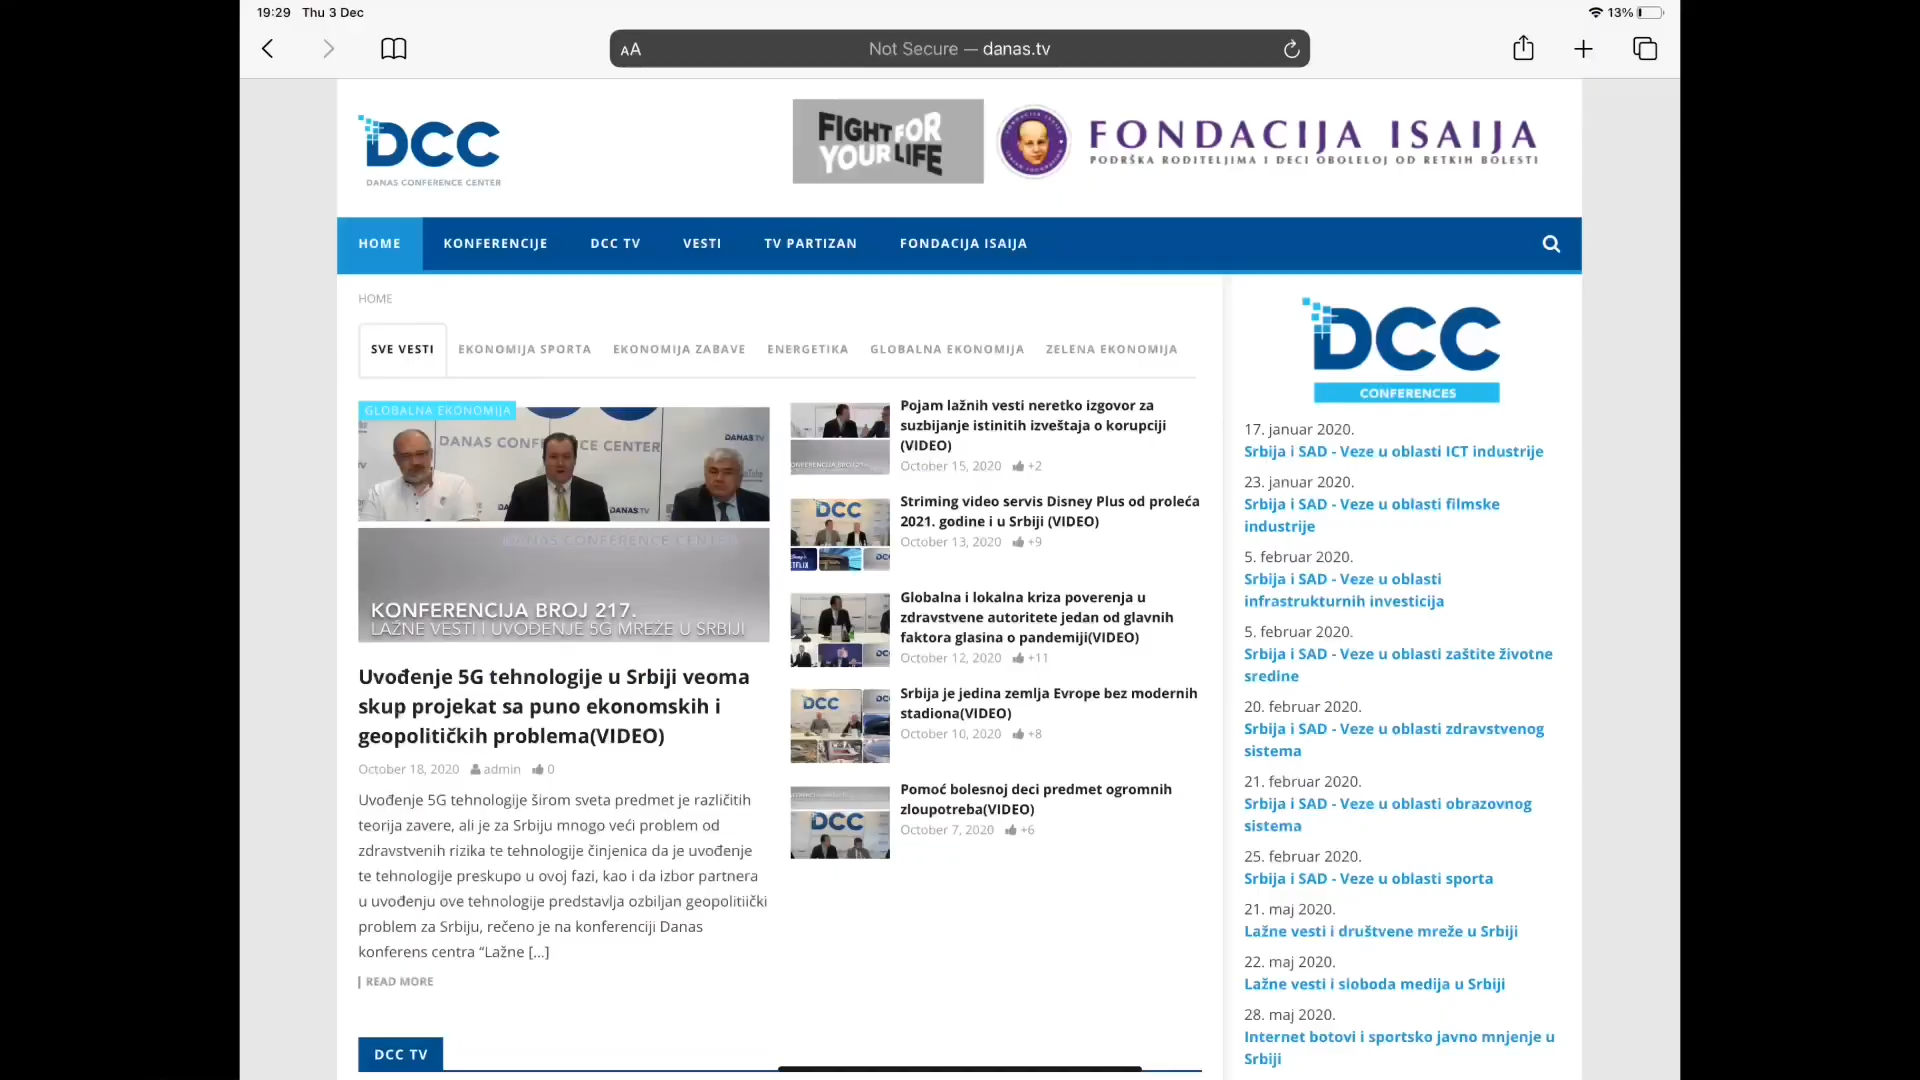 19:29 Thu 3 Dec
13%
AA
Not Secure — danas.tv
DCC
DANAS CONFERENCE CENTER
FIGHT FOR
YOUR LIFE
FONDACIJA ISAIJA
PODRŠKA RODITELJIMA I DECI OBOLELOJ OD RETKIH BOLESTI
HOME KONFERENCIJE DCC TV VESTI TV PARTIZAN FONDACIJA ISAIJA
HOME
SVE VESTI EKONOMIJA SPORTA EKONOMIJA ZABAVE ENERGETIKA GLOBALNA EKONOMIJA ZELENA EKONOMIJA
GLOBALNA EKONOMIJA
DANAS CONFERENCE CENTER
DANAS.TV
DANAS.TV
DANAS CONFERENCE CENTER
KONFERENCIJA BROJ 217.
LAŽNE VESTI I UVOĐENJE 5G MREŽE U SRBIJI
Uvođenje 5G tehnologije u Srbiji veoma
skup projekat sa puno ekonomskih i
geopolitičkih problema(VIDEO)
October 18, 2020 admin 0
Uvođenje 5G tehnologije širom sveta predmet je različitih
teorija zavere, ali je za Srbiju mnogo veći problem od
zdravstvenih rizika te tehnologije činjenica da je uvođenje
te tehnologije preskupo u ovoj fazi, kao i da izbor partnera
u uvođenju ove tehnologije predstavlja ozbiljan geopolitiički
problem za Srbiju, rečeno je na konferenciji Danas
konferens centra “Lažne [...]
READ MORE
DCC TV
Pojam lažnih vesti neretko izgovor za
suzbijanje istinitih izveštaja o korupciji
(VIDEO)
October 15, 2020 +2
DCC
Striming video servis Disney Plus od proleća
2021. godine i u Srbiji (VIDEO)
October 13, 2020 +9
Globalna i lokalna kriza poverenja u
zdravstvene autoritete jedan od glavnih
faktora glasina o pandemiji(VIDEO)
October 12, 2020 +11
DCC
Srbija je jedina zemlja Evrope bez modernih
stadiona(VIDEO)
October 10, 2020 +8
DCC
Pomoć bolesnoj deci predmet ogromnih
zloupotreba(VIDEO)
October 7, 2020 +6
DCC
CONFERENCES
17. januar 2020.
Srbija i SAD - Veze u oblasti ICT industrije
23. januar 2020.
Srbija i SAD - Veze u oblasti filmske
industrije
5. februar 2020.
Srbija i SAD - Veze u oblasti
infrastrukturnih investicija
5. februar 2020.
Srbija i SAD - Veze u oblasti zaštite životne
sredine
20. februar 2020.
Srbija i SAD - Veze u oblasti zdravstvenog
sistema
21. februar 2020.
Srbija i SAD - Veze u oblasti obrazovnog
sistema
25. februar 2020.
Srbija i SAD - Veze u oblasti sporta
21. maj 2020.
Lažne vesti i društvene mreže u Srbiji
22. maj 2020.
Lažne vesti i sloboda medija u Srbiji
28. maj 2020.
Internet botovi i sportsko javno mnjenje u
Srbiji